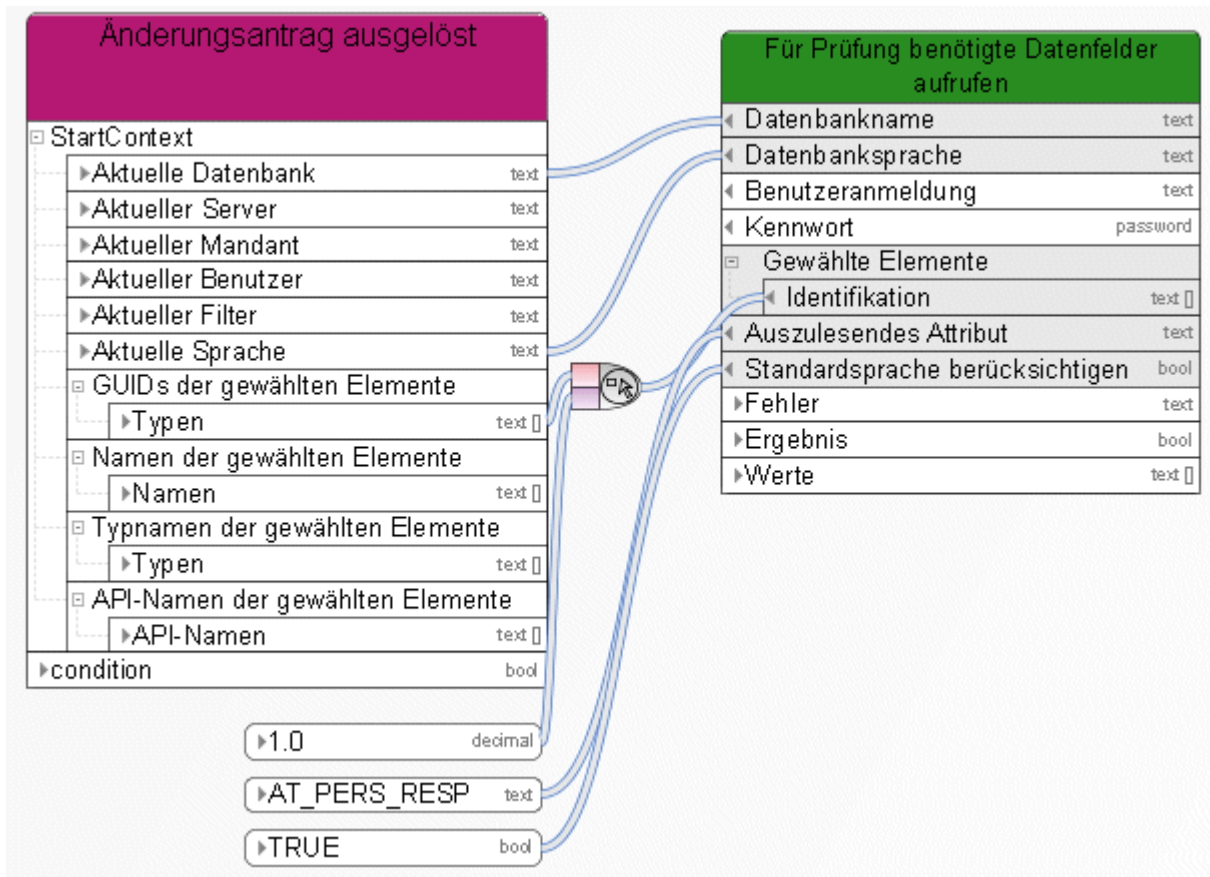 Änderungsantrag ausgelöst
StartContext
Aktuelle Datenbank text
Aktueller Server text
Aktueller Mandant text
Aktueller Benutzer text
Aktueller Filter text
Aktuelle Sprache text
GUIDs der gewählten Elemente
Typen text []
Namen der gewählten Elemente
Namen text []
Typnamen der gewählten Elemente
Typen text []
API-Namen der gewählten Elemente
API-Namen text []
condition bool
1.0 decimal
AT_PERS_RESP text
TRUE bool
Für Prüfung benötigte Datenfelder
aufrufen
Datenbankname text
Datenbanksprache text
Benutzeranmeldung text
Kennwort password
Gewählte Elemente
Identifikation text []
Auszulesendes Attribut text
Standardsprache berücksichtigen bool
Fehler text
Ergebnis bool
Werte text []